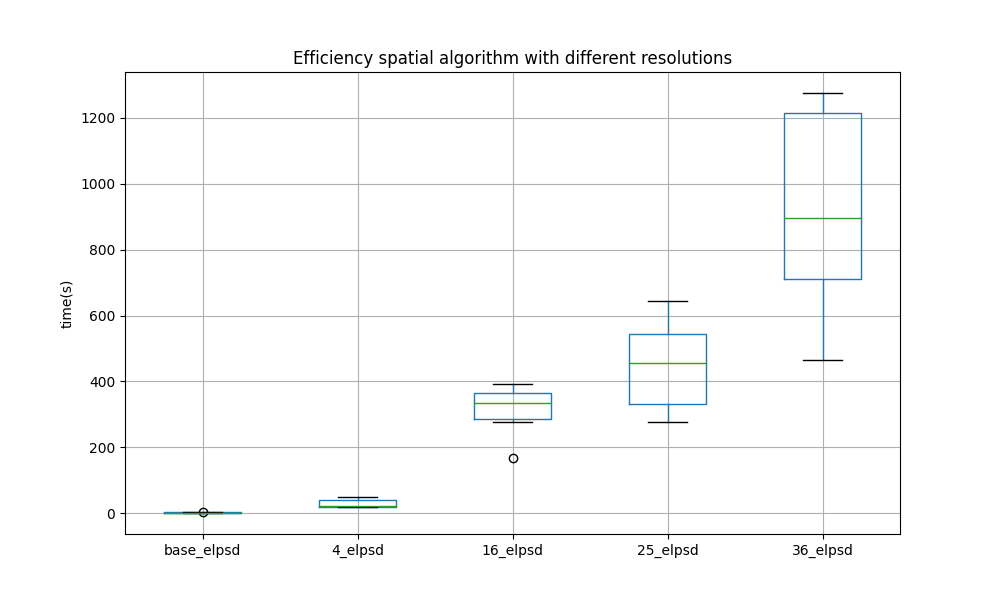 Efficiency spatial algorithm with different resolutions
1200
1000
800
600
400
200
0
time(s)
base_elpsd 4_elpsd 16_elpsd 25_elpsd 36_elpsd